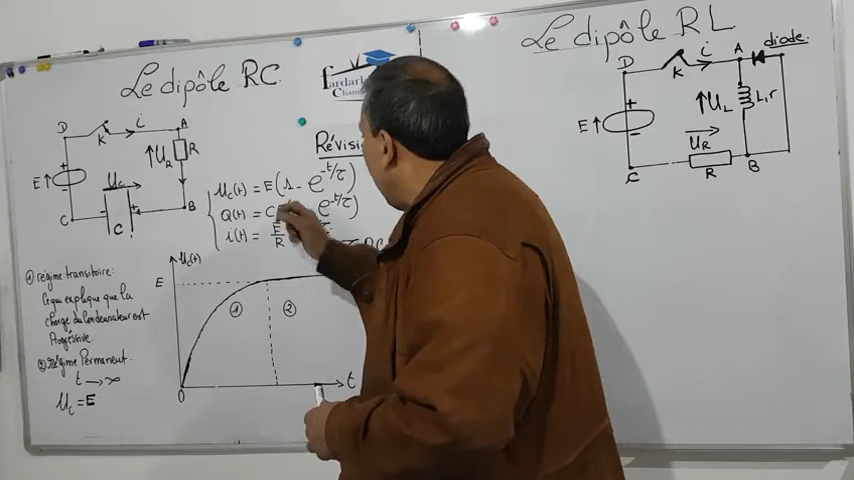 Le dipôle RC
Le dipôle RL
diode
D
K
i
A
E
UR
R
UC
C
C
B
D
K
i
A
E
UL
L,r
UR
R
C
B
Révisi
Uc(t) = E(1 - e^-t/τ)
Q(t) = C e^-t/τ)
i(t) = E/R
① régime transitoire:
Ce qui explique que la
charge du Condensateur est
Progréssive.
② Régime Permanent.
t → ∞
Uc = E
Uc(t)
E
①
②
0
t